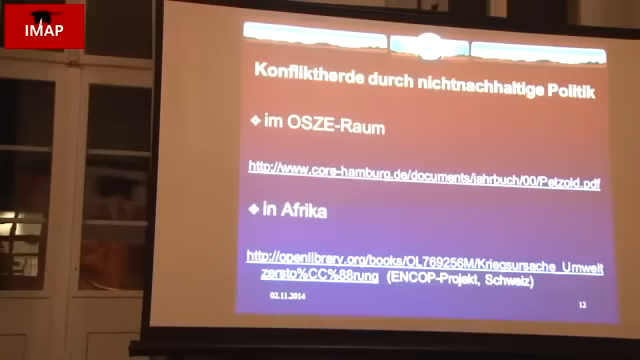 IMAP
Konfliktherde durch nichtnachhaltige Politik
❖ im OSZE-Raum
http://www.core-hamburg.de/documents/jahrbuch/00/Petzold.pdf
❖ in Afrika
http://openlibrary.org/books/OL769256M/Kriegsursache_Umwelt
zersto%CC%88rung (ENCOP-Projekt, Schweiz)
02.11.2014
12